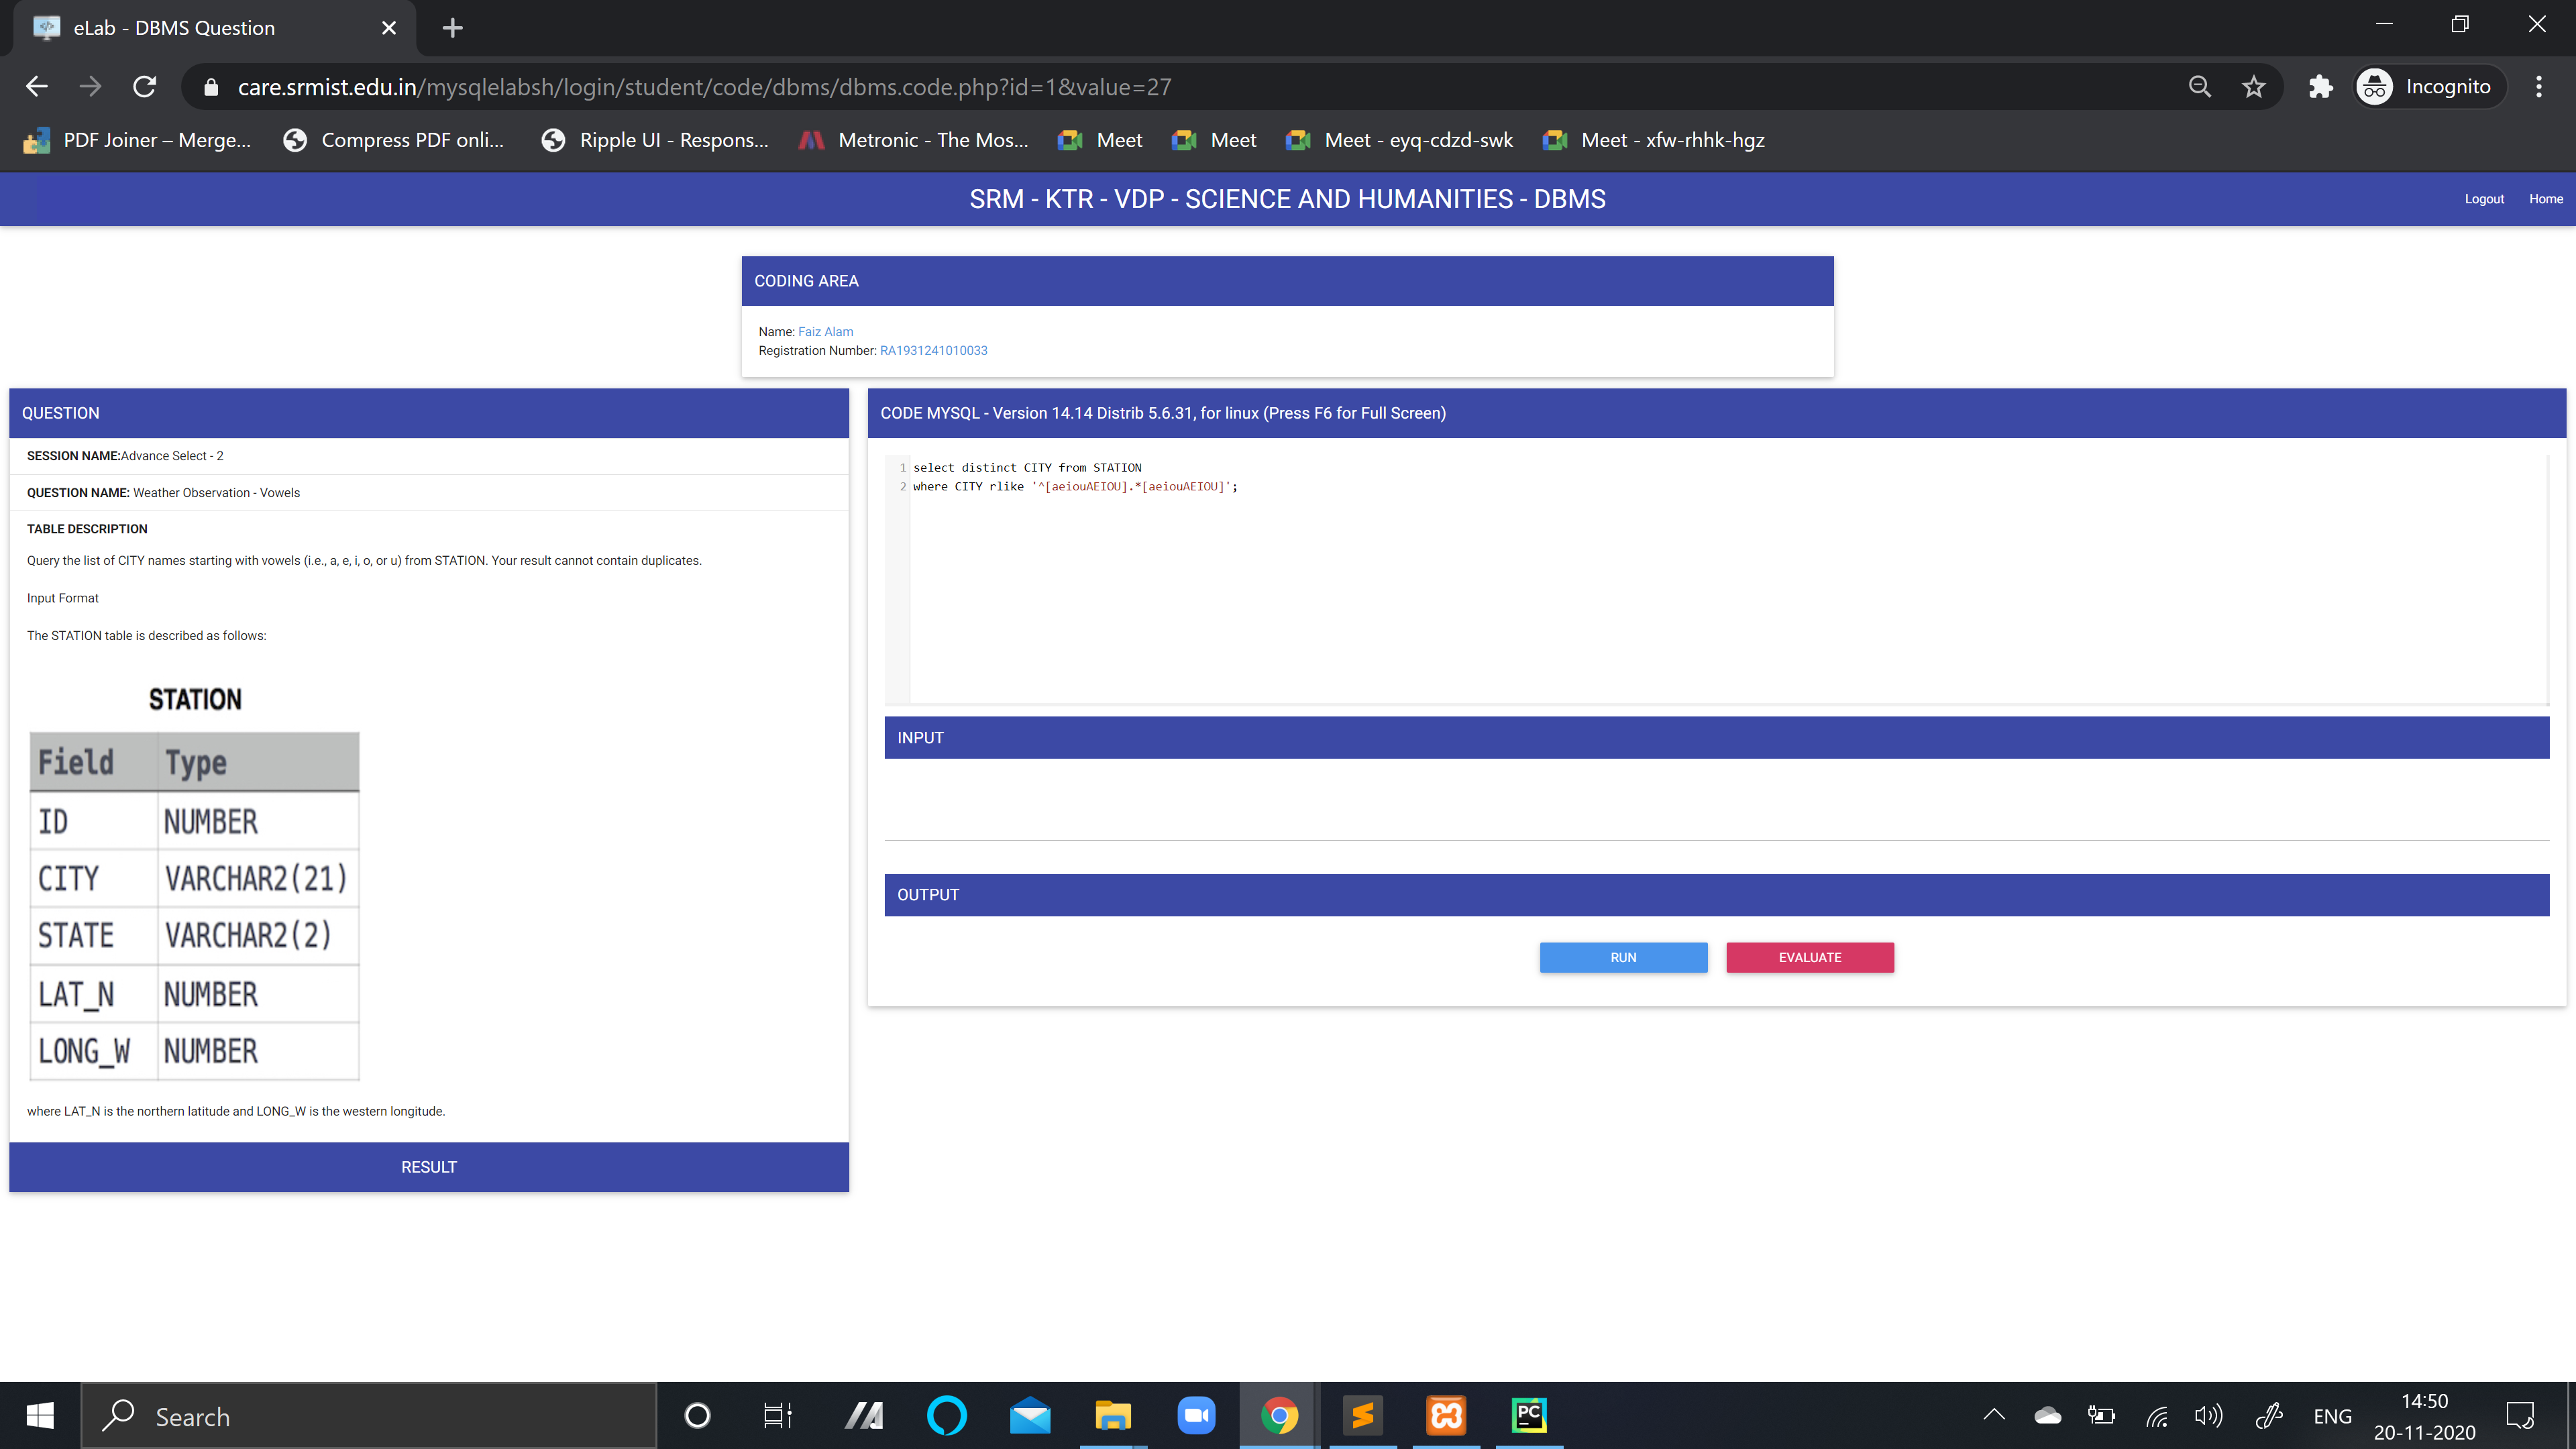 eLab - DBMS Question
care.srmist.edu.in/mysqlelabsh/login/student/code/dbms/dbms.code.php?id=1&value=27
Incognito
PDF Joiner – Merge...
Compress PDF onli...
Ripple UI - Respons...
Metronic - The Mos...
Meet
Meet
Meet - eyq-cdzd-swk
Meet - xfw-rhhk-hgz
SRM - KTR - VDP - SCIENCE AND HUMANITIES - DBMS
Logout
Home
CODING AREA
Name: Faiz Alam
Registration Number: RA1931241010033
QUESTION
SESSION NAME:Advance Select - 2
QUESTION NAME: Weather Observation - Vowels
TABLE DESCRIPTION
Query the list of CITY names starting with vowels (i.e., a, e, i, o, or u) from STATION. Your result cannot contain duplicates.
Input Format
The STATION table is described as follows:
STATION
Field Type
ID NUMBER
CITY VARCHAR2(21)
STATE VARCHAR2(2)
LAT_N NUMBER
LONG_W NUMBER
where LAT_N is the northern latitude and LONG_W is the western longitude.
RESULT
CODE MYSQL - Version 14.14 Distrib 5.6.31, for linux (Press F6 for Full Screen)
1 select distinct CITY from STATION
2 where CITY rlike '^[aeiouAEIOU].*[aeiouAEIOU]';
INPUT
OUTPUT
RUN
EVALUATE
Search
PC
ENG
14:50
20-11-2020